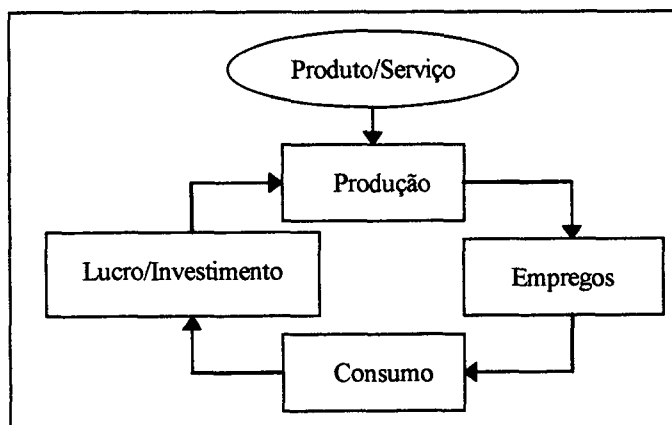 Produto/Serviço
Produção
Lucro/Investimento
Empregos
Consumo